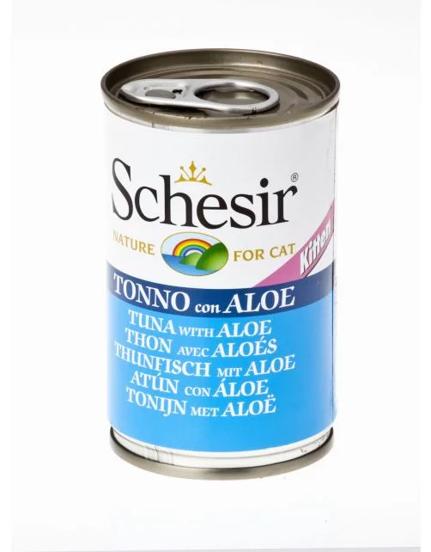 Schesir®
NATURE FOR CAT
Kitten
TONNO con ALOE
TUNA WITH ALOE
THON AVEC ALOÉS
THUNFISCH MIT ALOE
ATÚN CON ÁLOE
TONIJN MET ALOË